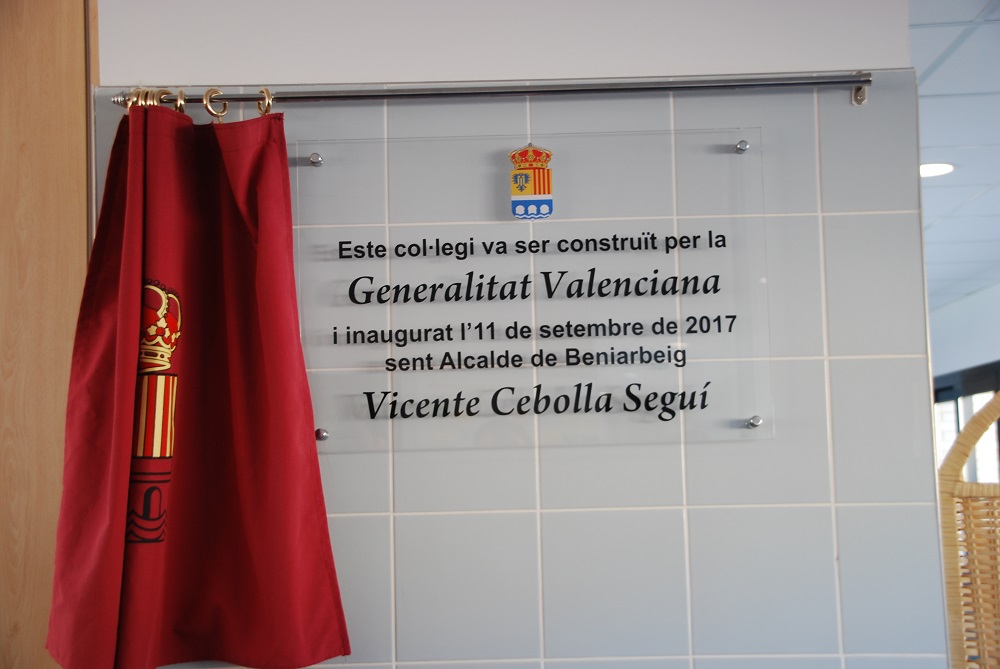 Este col·legi va ser construït per la
Generalitat Valenciana
i inaugurat l'11 de setembre de 2017
sent Alcalde de Beniarbeig
Vicente Cebolla Seguí